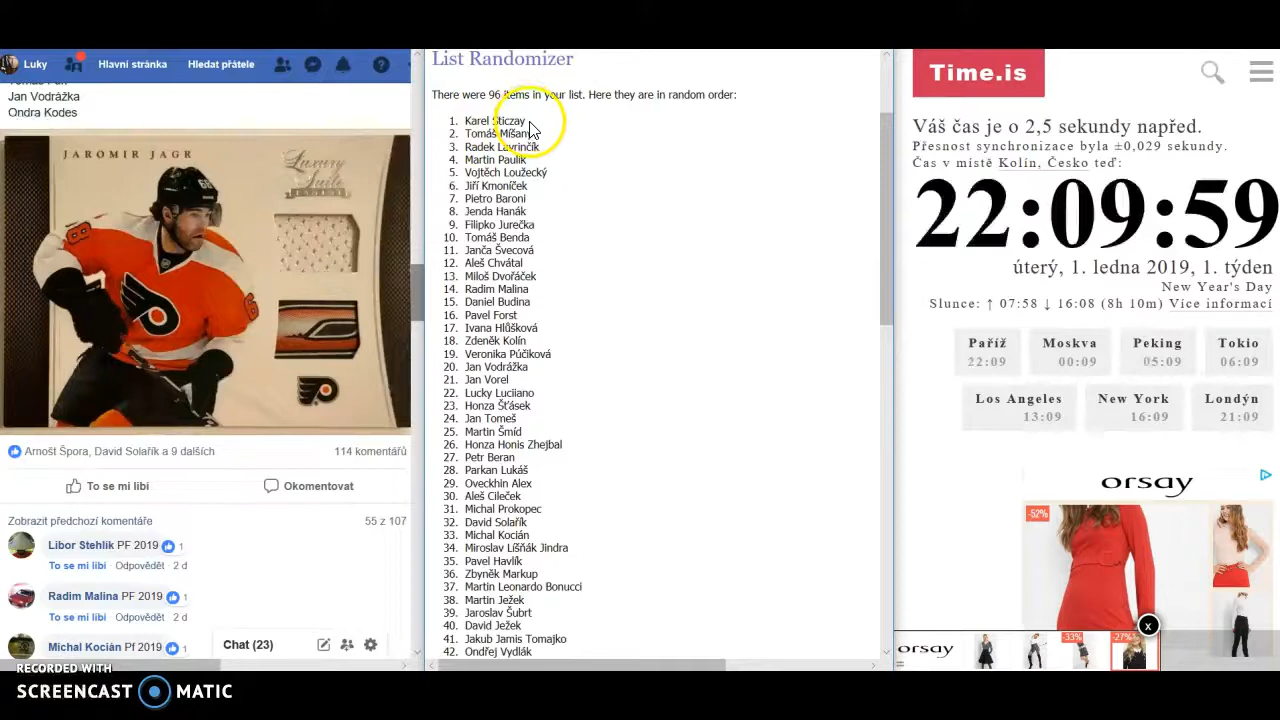 Luky
Hlavní stránka
Hledat přátele
Jan Vodrážka
Ondra Kodes
JAROMIR JAGR
Luxury
Suite
Arnošt Špora, David Solařík a 9 dalších
114 komentářů
To se mi líbí
Okomentovat
Zobrazit předchozí komentáře
55 z 107
Libor Stehlik PF 2019 1
To se mi líbí Odpovědět 2 d
Radim Malina PF 2019 1
To se mi líbí Odpovědět 2 d
Michal Kocián Pf 2019 1
Chat (23)
RECORDED WITH
SCREENCAST MATIC
List Randomizer
There were 96 items in your list. Here they are in random order:
1. Karel Sticzay
2. Tomáš Míšany
3. Radek Lavrinčík
4. Martin Paulik
5. Vojtěch Loužecký
6. Jiří Kmoníček
7. Pietro Baroni
8. Jenda Hanák
9. Filipko Jurečka
10. Tomáš Benda
11. Janča Švecová
12. Aleš Chvátal
13. Miloš Dvořáček
14. Radim Malina
15. Daniel Budina
16. Pavel Forst
17. Ivana Hlůšková
18. Zdeněk Kolín
19. Veronika Púčiková
20. Jan Vodrážka
21. Jan Vorel
22. Lucky Luciiano
23. Honza Šťásek
24. Jan Tomeš
25. Martin Šmíd
26. Honza Honis Zhejbal
27. Petr Beran
28. Parkan Lukáš
29. Oveckhin Alex
30. Aleš Cileček
31. Michal Prokopec
32. David Solařík
33. Michal Kocián
34. Miroslav Líšňák Jindra
35. Pavel Havlík
36. Zbyněk Markup
37. Martin Leonardo Bonucci
38. Martin Ježek
39. Jaroslav Šubrt
40. David Ježek
41. Jakub Jamis Tomajko
42. Ondřej Vydlák
Time.is
Váš čas je o 2,5 sekundy napřed.
Přesnost synchronizace byla ±0,029 sekundy.
Čas v místě Kolín, Česko teď:
22:09:59
úterý, 1. ledna 2019, 1. týden
New Year's Day
Slunce: ↑ 07:58 ↓ 16:08 (8h 10m) Více informací
Paříž
22:09
Moskva
00:09
Peking
05:09
Tokio
06:09
Los Angeles
13:09
New York
16:09
Londýn
21:09
orsay
-52%
orsay
-33%
-27%
x